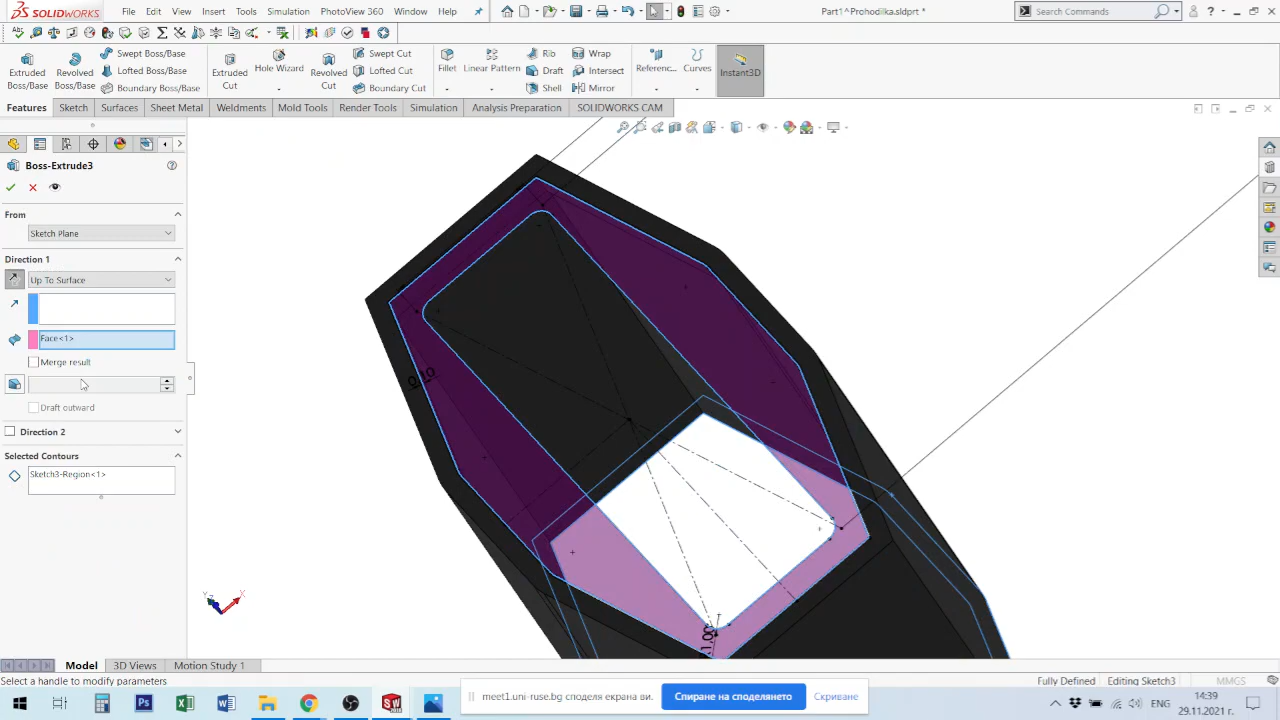 SOLIDWORKS File Edit View Insert Tools Simulation PhotoView 360 Window Help Part1^Prohodilka.sldprt * Search Commands
Extruded Boss/Base
Revolved Boss/Base
Swept Boss/Base
Lofted Boss/Base
Boundary Boss/Base
Extruded Cut
Hole Wizard
Revolved Cut
Swept Cut
Lofted Cut
Boundary Cut
Fillet
Linear Pattern
Rib
Draft
Shell
Wrap
Intersect
Mirror
Referenc...
Curves
Instant3D
Features Sketch Surfaces Sheet Metal Weldments Mold Tools Render Tools Simulation Analysis Preparation SOLIDWORKS CAM
Boss-Extrude3
From
Sketch Plane
Direction 1
Up To Surface
Face<1>
Merge result
Draft outward
Direction 2
Selected Contours
Sketch3-Region<1>
0,10
1,00
Y Z X
Model 3D Views Motion Study 1
Select a handle to modify parameters Fully Defined Editing Sketch3 MMGS
meet1.uni-ruse.bg споделя екрана ви. Спиране на споделянето Скриване
ENG
14:39
29.11.2021 г.